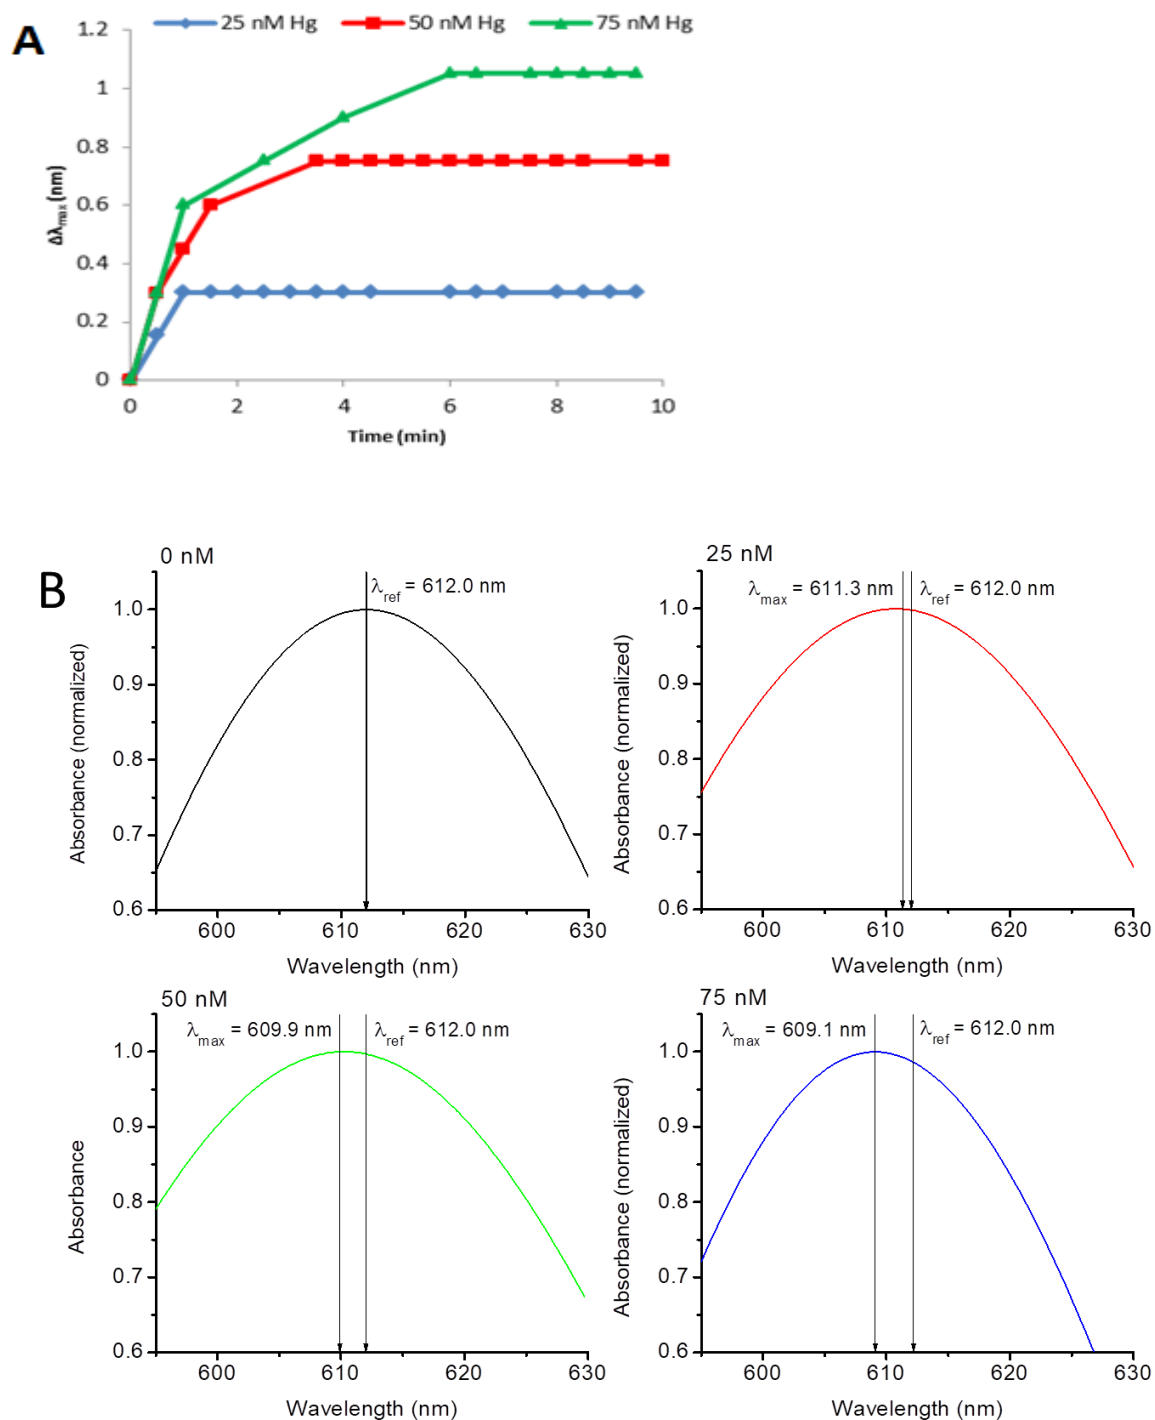 A
25 nM Hg 50 nM Hg 75 nM Hg
1.2
1
0.8
0.6
0.4
0.2
0
Δλmax (nm)
0 2 4 6 8 10
Time (min)
B
0 nM
λref = 612.0 nm
1.0
0.9
0.8
0.7
0.6
Absorbance (normalized)
600 610 620 630
Wavelength (nm)
25 nM
λmax = 611.3 nm λref = 612.0 nm
1.0
0.9
0.8
0.7
0.6
Absorbance (normalized)
600 610 620 630
Wavelength (nm)
50 nM
λmax = 609.9 nm λref = 612.0 nm
1.0
0.9
0.8
0.7
0.6
Absorbance
600 610 620 630
Wavelength (nm)
75 nM
λmax = 609.1 nm λref = 612.0 nm
1.0
0.9
0.8
0.7
0.6
Absorbance (normalized)
600 610 620 630
Wavelength (nm)